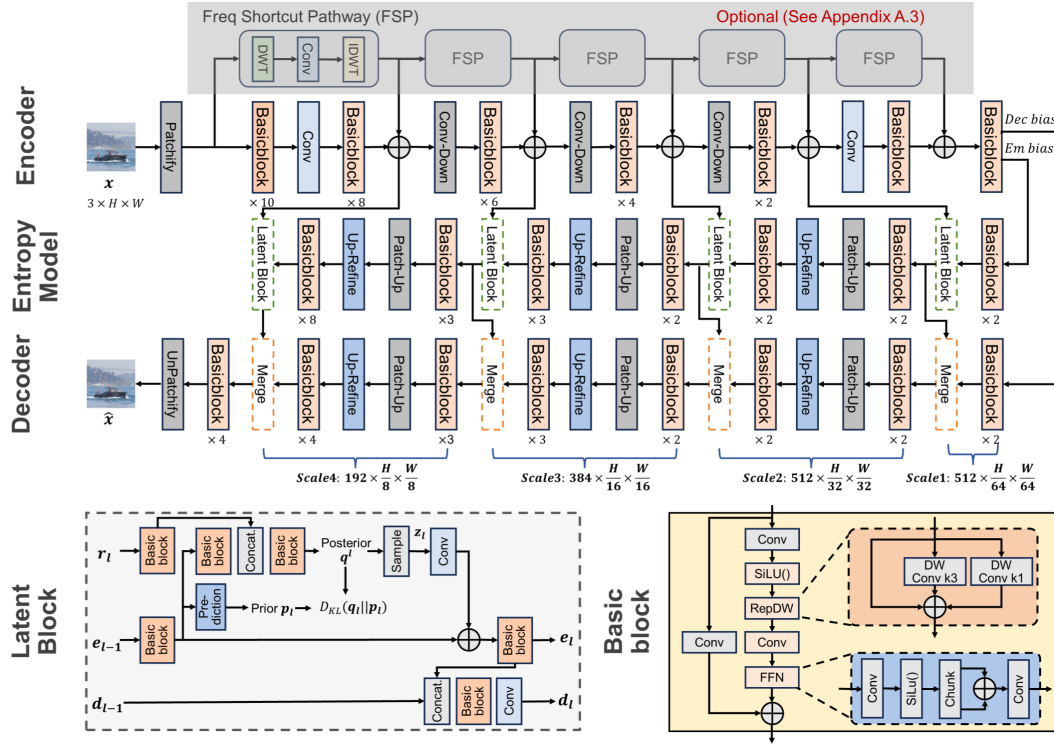 Freq Shortcut Pathway (FSP)
Optional (See Appendix A.3)
DWT
Conv
IDWT
FSP
FSP
FSP
FSP
Encoder
x
3 × H × W
Patchify
Basicblock
×10
Conv
Basicblock
×8
Conv-Down
Basicblock
×6
Conv-Down
Basicblock
×4
Conv-Down
Basicblock
×2
Conv
Basicblock
Basicblock
Dec bias
Em bias
Entropy
Model
Latent Block
Basicblock
×8
Up-Refine
Patch-Up
Basicblock
×3
Latent Block
Basicblock
×3
Up-Refine
Patch-Up
Basicblock
×2
Latent Block
Basicblock
×2
Up-Refine
Patch-Up
Basicblock
×2
Latent Block
Basicblock
×2
Decoder
x̂
UnPatchify
Basicblock
×4
Merge
Basicblock
×4
Up-Refine
Patch-Up
Basicblock
×3
Merge
Basicblock
×3
Up-Refine
Patch-Up
Basicblock
×2
Merge
Basicblock
×2
Up-Refine
Patch-Up
Basicblock
×2
Merge
Basicblock
×2
Scale4: 192 × H/8 × W/8
Scale3: 384 × H/16 × W/16
Scale2: 512 × H/32 × W/32
Scale1: 512 × H/64 × W/64
Latent
Block
r_l
Basic
block
Basic
block
Concat.
Basic
block
Posterior
q^l
Sample
z_l
Conv
Pre-
diction
Prior p_l
D_KL(q_l||p_l)
e_{l-1}
Basic
block
Basic
block
e_l
d_{l-1}
Concat.
Basic
block
Conv
d_l
Basic
block
Conv
SiLU()
RepDW
Conv
Conv
FFN
DW
Conv k3
DW
Conv k1
Conv
SiLu()
Chunk
Conv